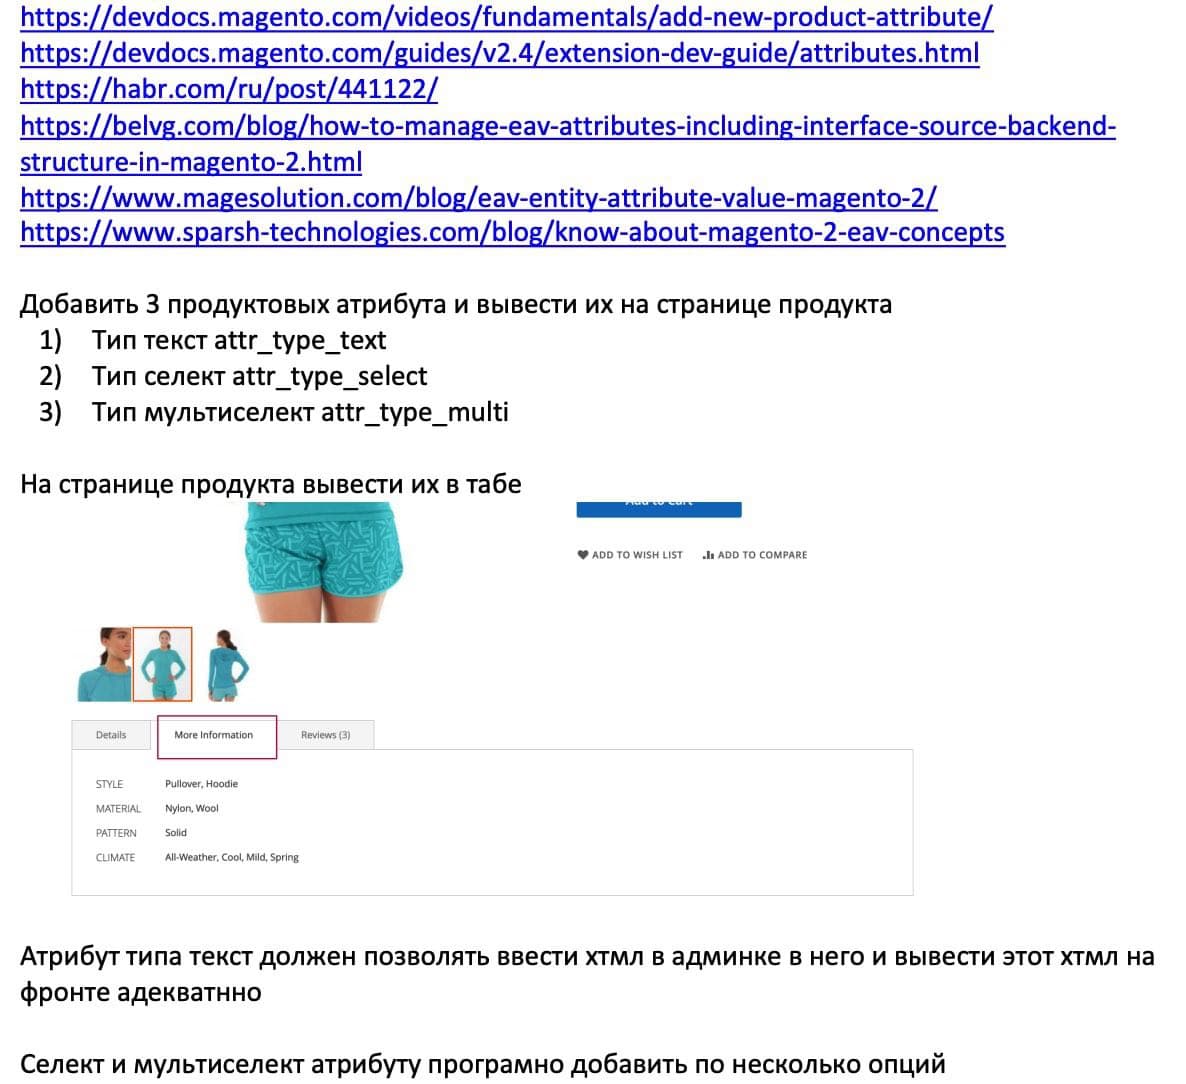 https://devdocs.magento.com/videos/fundamentals/add-new-product-attribute/
https://devdocs.magento.com/guides/v2.4/extension-dev-guide/attributes.html
https://habr.com/ru/post/441122/
https://belvg.com/blog/how-to-manage-eav-attributes-including-interface-source-backend-
structure-in-magento-2.html
https://www.magesolution.com/blog/eav-entity-attribute-value-magento-2/
https://www.sparsh-technologies.com/blog/know-about-magento-2-eav-concepts
Добавить 3 продуктовых атрибута и вывести их на странице продукта
1) Тип текст attr_type_text
2) Тип селект attr_type_select
3) Тип мультиселект attr_type_multi
На странице продукта вывести их в табе
Add to Cart
ADD TO WISH LIST ADD TO COMPARE
Details More Information Reviews (3)
STYLE Pullover, Hoodie
MATERIAL Nylon, Wool
PATTERN Solid
CLIMATE All-Weather, Cool, Mild, Spring
Атрибут типа текст должен позволять ввести хтмл в админке в него и вывести этот хтмл на
фронте адекватнно
Селект и мультиселект атрибуту програмно добавить по несколько опций